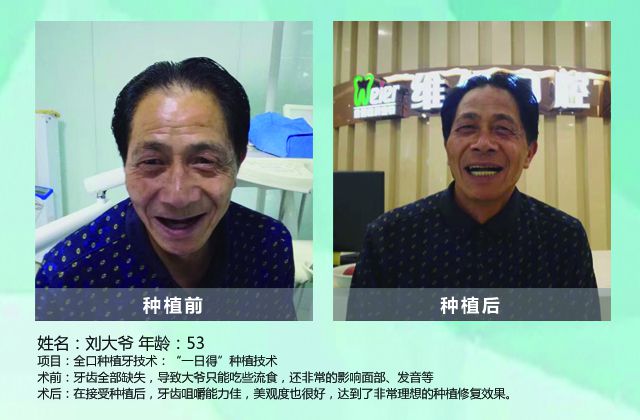 Weier 维
腔
种植前
种植后
姓名：刘大爷 年龄：53
项目：全口种植牙技术：“一日得”种植技术
术前：牙齿全部缺失，导致大爷只能吃些流食，还非常的影响面部、发音等
术后：在接受种植后，牙齿咀嚼能力佳，美观度也很好，达到了非常理想的种植修复效果。